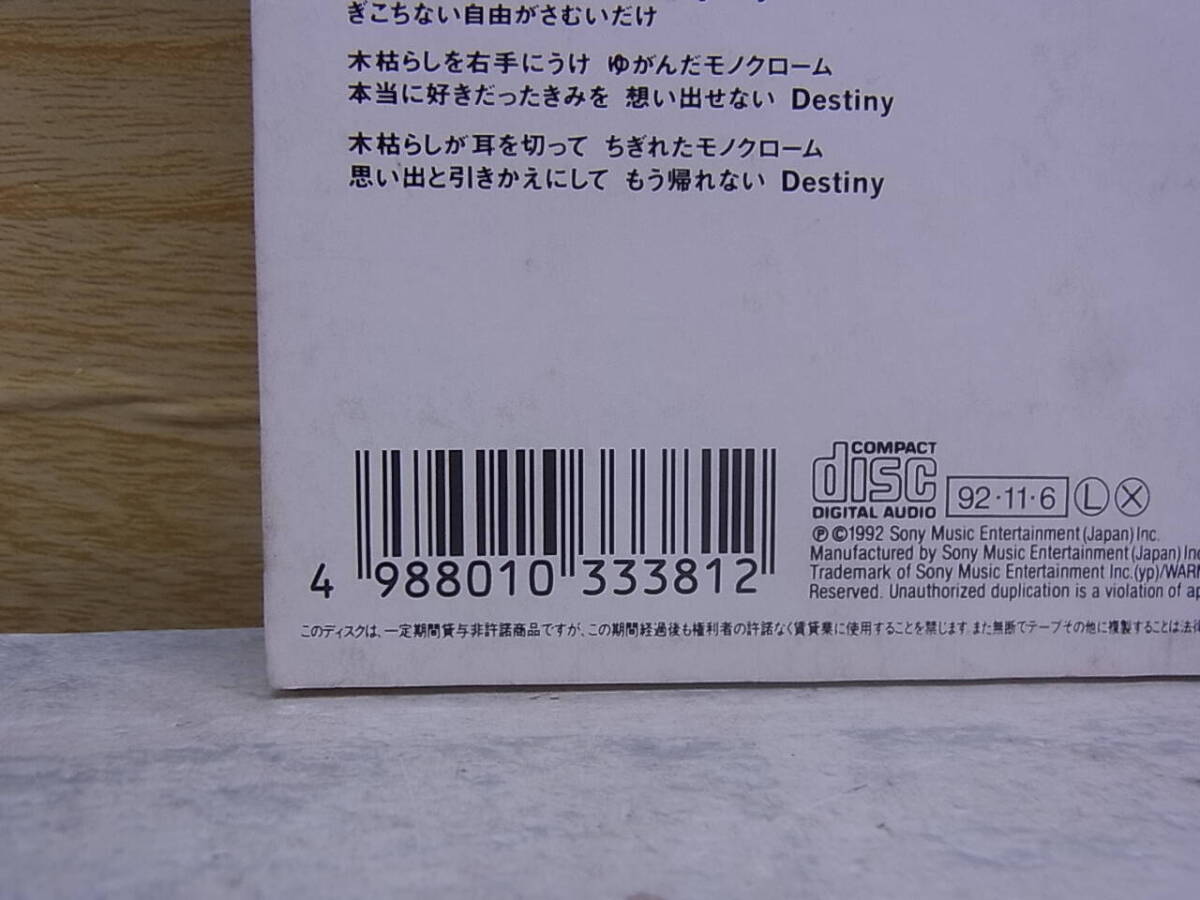 ぎこちない自由がさむいだけ
木枯らしを右手にうけ ゆがんだモノクローム
本当に好きだったきみを 想い出せない Destiny
木枯らしが耳を切って ちぎれたモノクローム
思い出と引きかえにして もう帰れない Destiny
COMPACT
disc
DIGITAL AUDIO
92·11·6 Ⓛ Ⓧ
℗©1992 Sony Music Entertainment(Japan)Inc.
Manufactured by Sony Music Entertainment(Japan)Inc
Trademark of Sony Music Entertainment Inc.(yp)/WARN
Reserved. Unauthorized duplication is a violation of ap
4 988010 333812
このディスクは、一定期間貸与非許諾商品ですが、この期間経過後も権利者の許諾なく賃貸業に使用することを禁じます。また無断でテープその他に複製することは法律